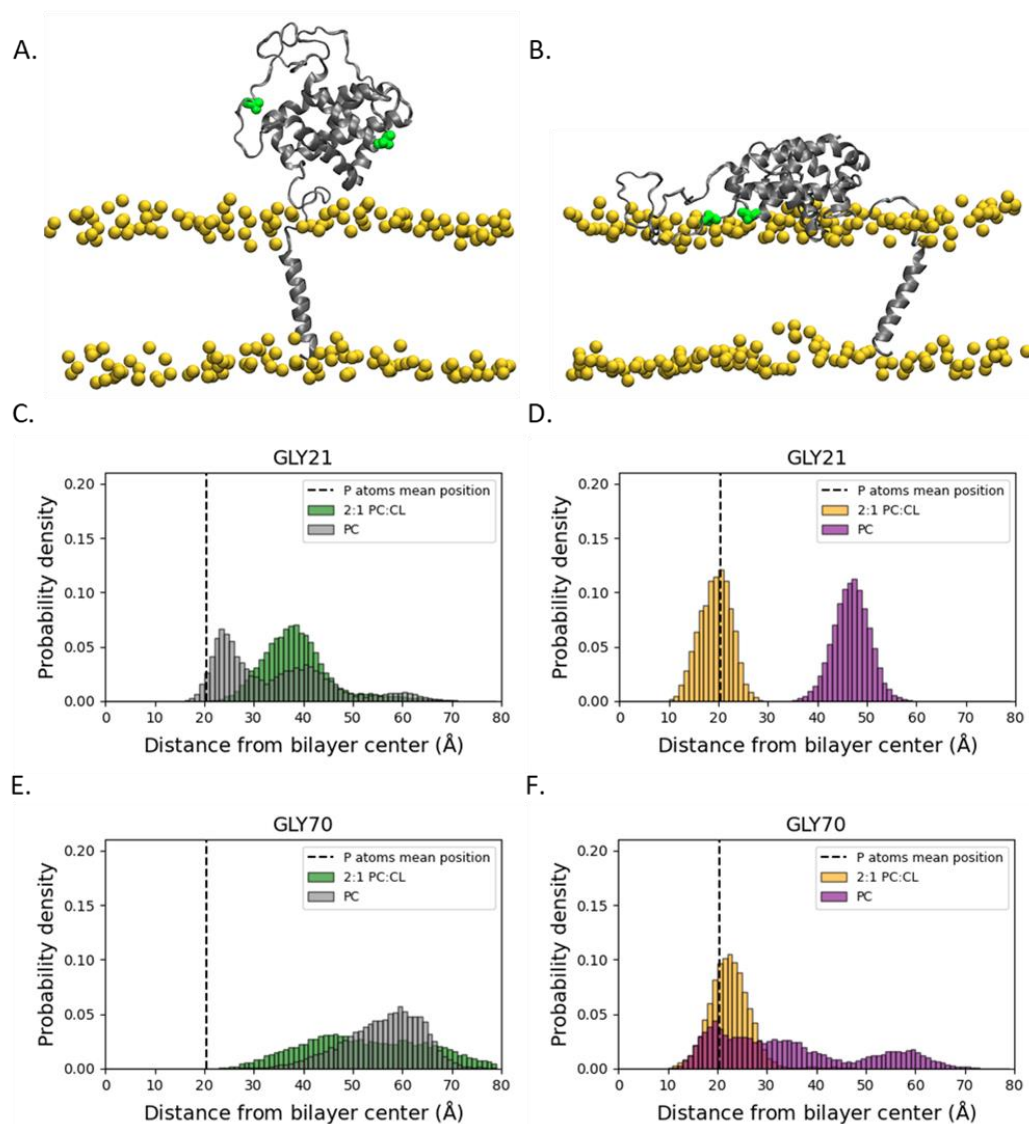 A.
B.
C.
D.
GLY21
GLY21
0.20
0.15
0.10
0.05
0.00
Probability density
P atoms mean position
2:1 PC:CL
PC
0 10 20 30 40 50 60 70 80
Distance from bilayer center (Å)
0.20
0.15
0.10
0.05
0.00
Probability density
P atoms mean position
2:1 PC:CL
PC
0 10 20 30 40 50 60 70 80
Distance from bilayer center (Å)
E.
F.
GLY70
GLY70
0.20
0.15
0.10
0.05
0.00
Probability density
P atoms mean position
2:1 PC:CL
PC
0 10 20 30 40 50 60 70 80
Distance from bilayer center (Å)
0.20
0.15
0.10
0.05
0.00
Probability density
P atoms mean position
2:1 PC:CL
PC
0 10 20 30 40 50 60 70 80
Distance from bilayer center (Å)